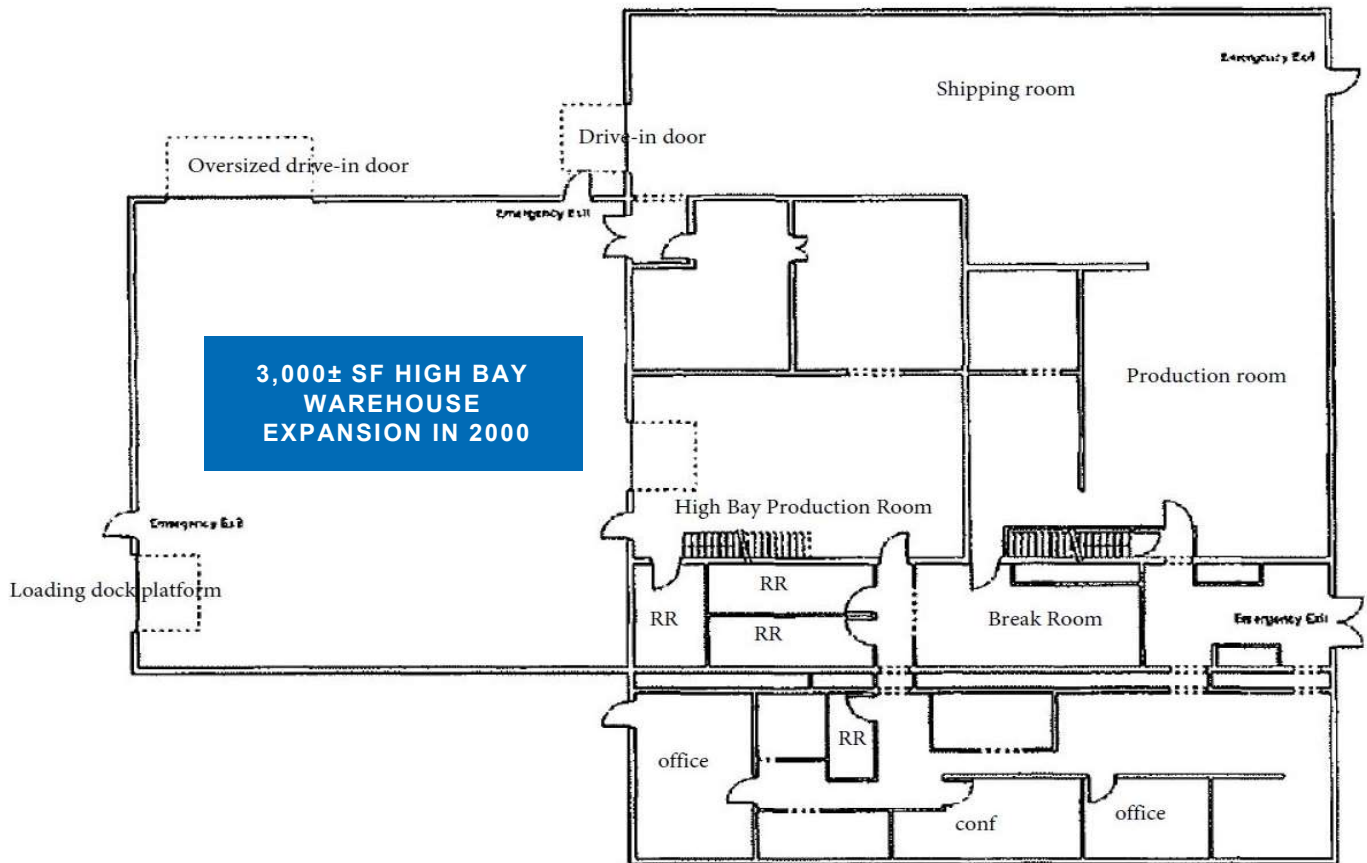 Emergency Exit
Shipping room
Drive-in door
Oversized drive-in door
Emergency Exit
3,000± SF HIGH BAY
WAREHOUSE
EXPANSION IN 2000
Production room
High Bay Production Room
Emergency Exit
Loading dock platform
RR
RR
RR
Break Room
Emergency Exit
office
RR
conf
office